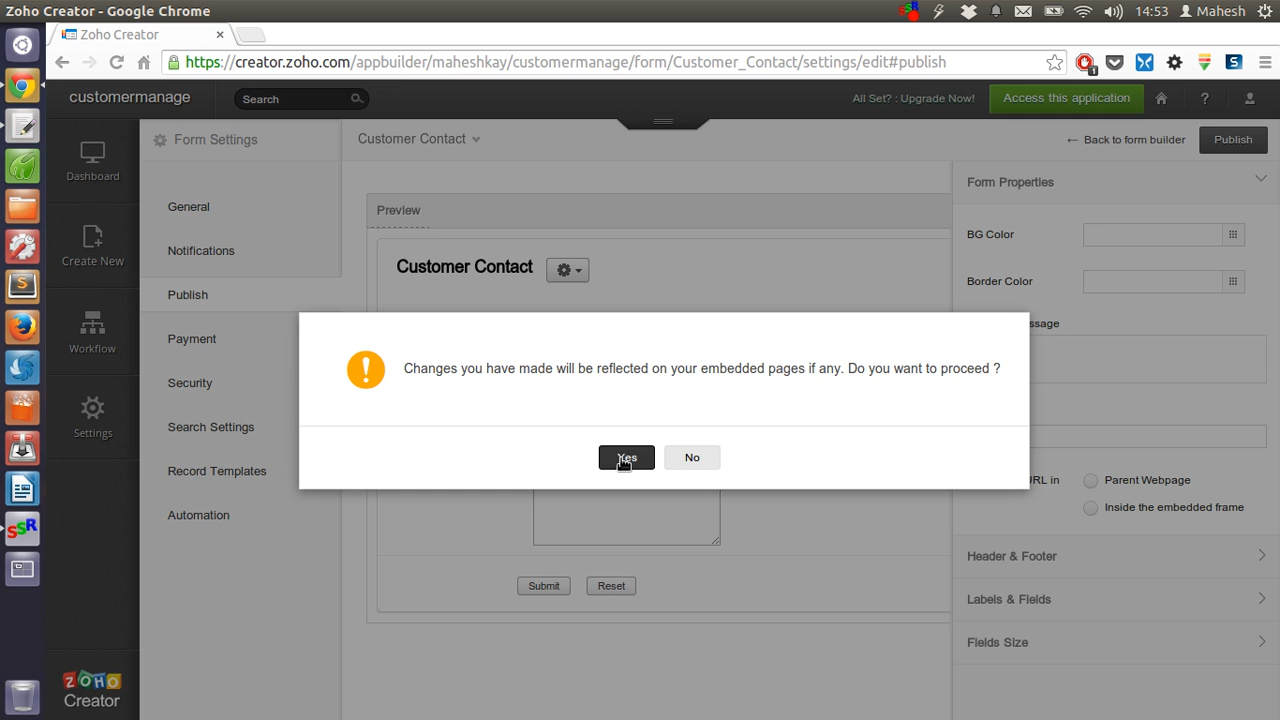 Zoho Creator - Google Chrome
14:53
Mahesh
Zoho Creator
https://creator.zoho.com/appbuilder/maheshkay/customermanage/form/Customer_Contact/settings/edit#publish
1
S
customermanage
Search
All Set? : Upgrade Now!
Access this application
?
Form Settings
Customer Contact
← Back to form builder
Publish
Dashboard
Create New
Workflow
Settings
General
Notifications
Publish
Payment
Security
Search Settings
Record Templates
Automation
Preview
Customer Contact
Form Properties
BG Color
Border Color
ssage
Changes you have made will be reflected on your embedded pages if any. Do you want to proceed ?
Yes
No
RL in
Parent Webpage
Inside the embedded frame
Submit
Reset
Header & Footer
Labels & Fields
Fields Size
S
SSR
ZOHO
Creator